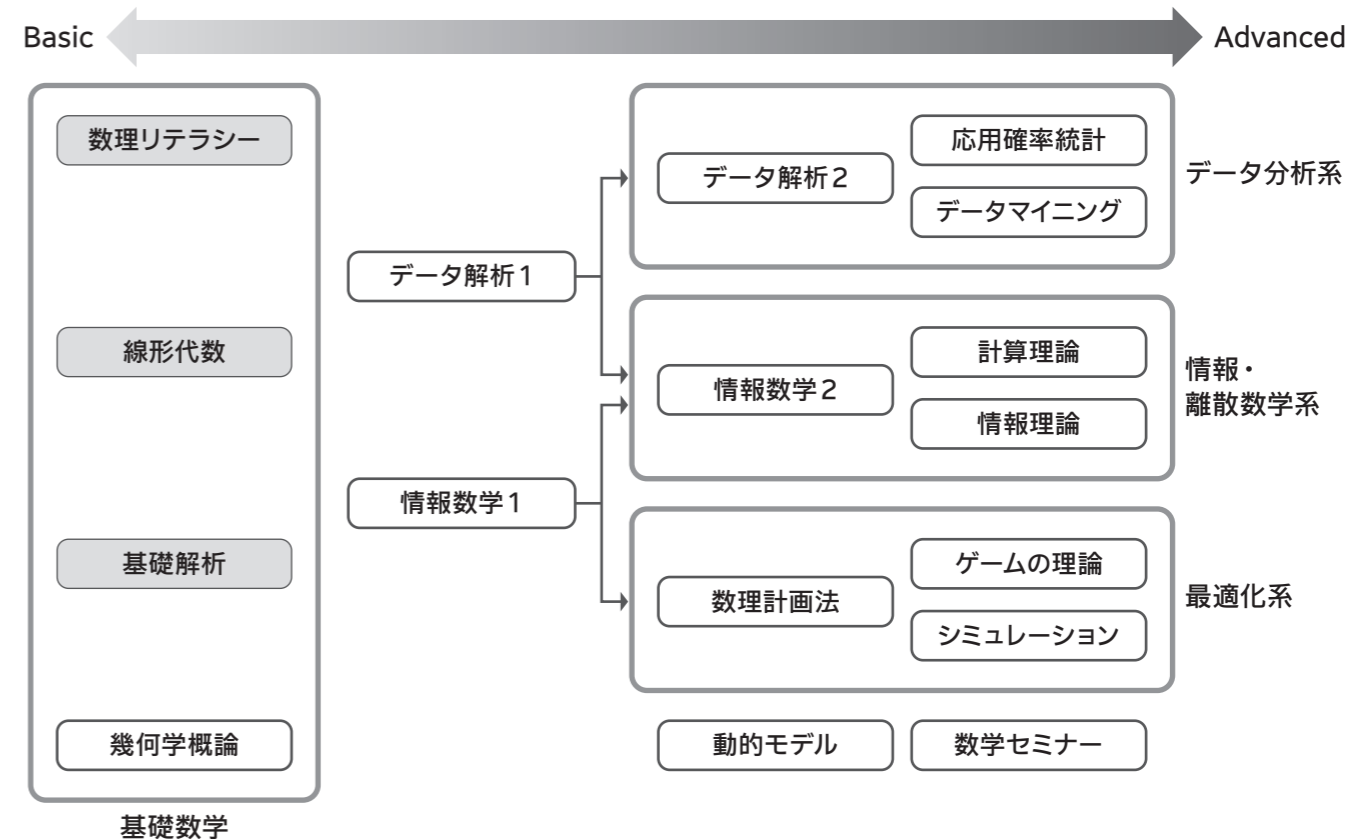 Basic
Advanced
数理リテラシー
線形代数
基礎解析
幾何学概論
基礎数学
データ解析1
情報数学1
データ解析2
応用確率統計
データマイニング
データ分析系
情報数学2
計算理論
情報理論
情報・
離散数学系
数理計画法
ゲームの理論
シミュレーション
最適化系
動的モデル
数学セミナー